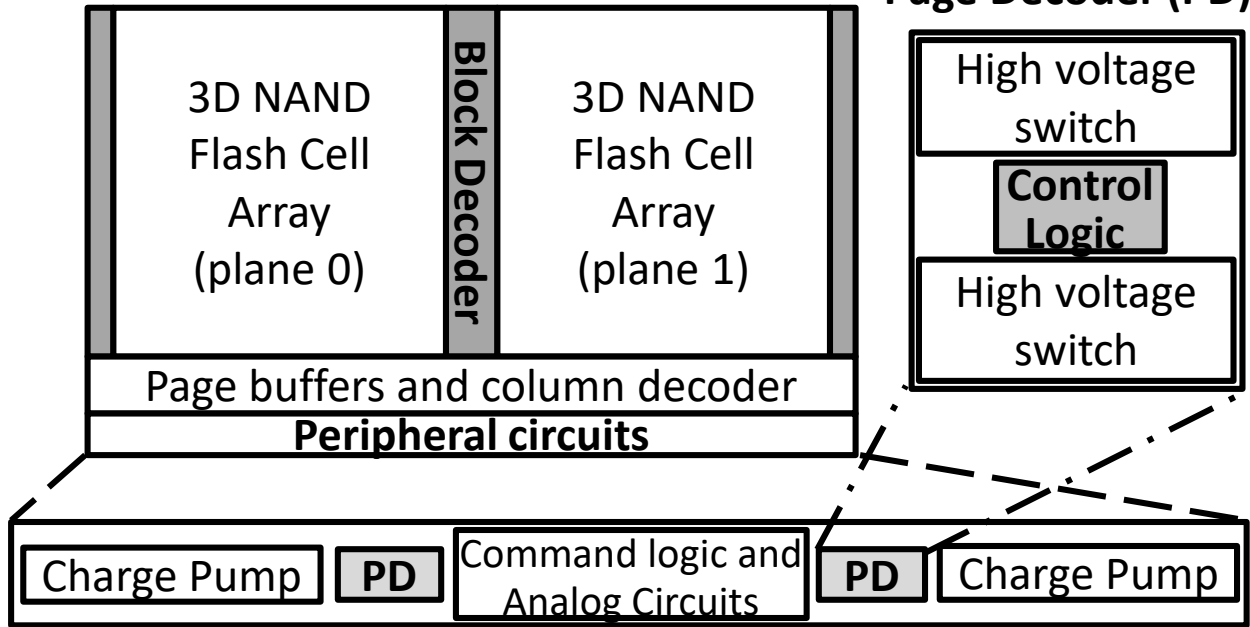 Page Decoder (PD)
3D NAND
Flash Cell
Array
(plane 0)
Block Decoder
3D NAND
Flash Cell
Array
(plane 1)
High voltage
switch
Control
Logic
High voltage
switch
Page buffers and column decoder
Peripheral circuits
Charge Pump
PD
Command logic and
Analog Circuits
PD
Charge Pump